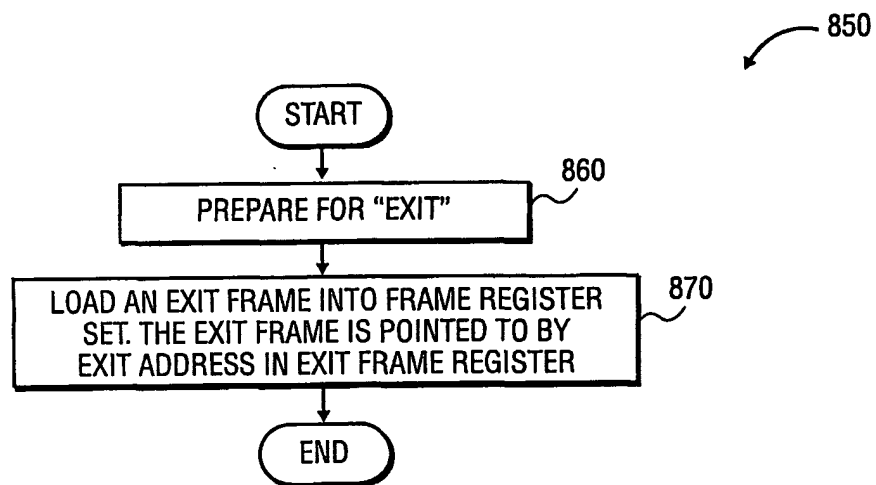 850
START
860
PREPARE FOR “EXIT”
870
LOAD AN EXIT FRAME INTO FRAME REGISTER
SET. THE EXIT FRAME IS POINTED TO BY
EXIT ADDRESS IN EXIT FRAME REGISTER
END